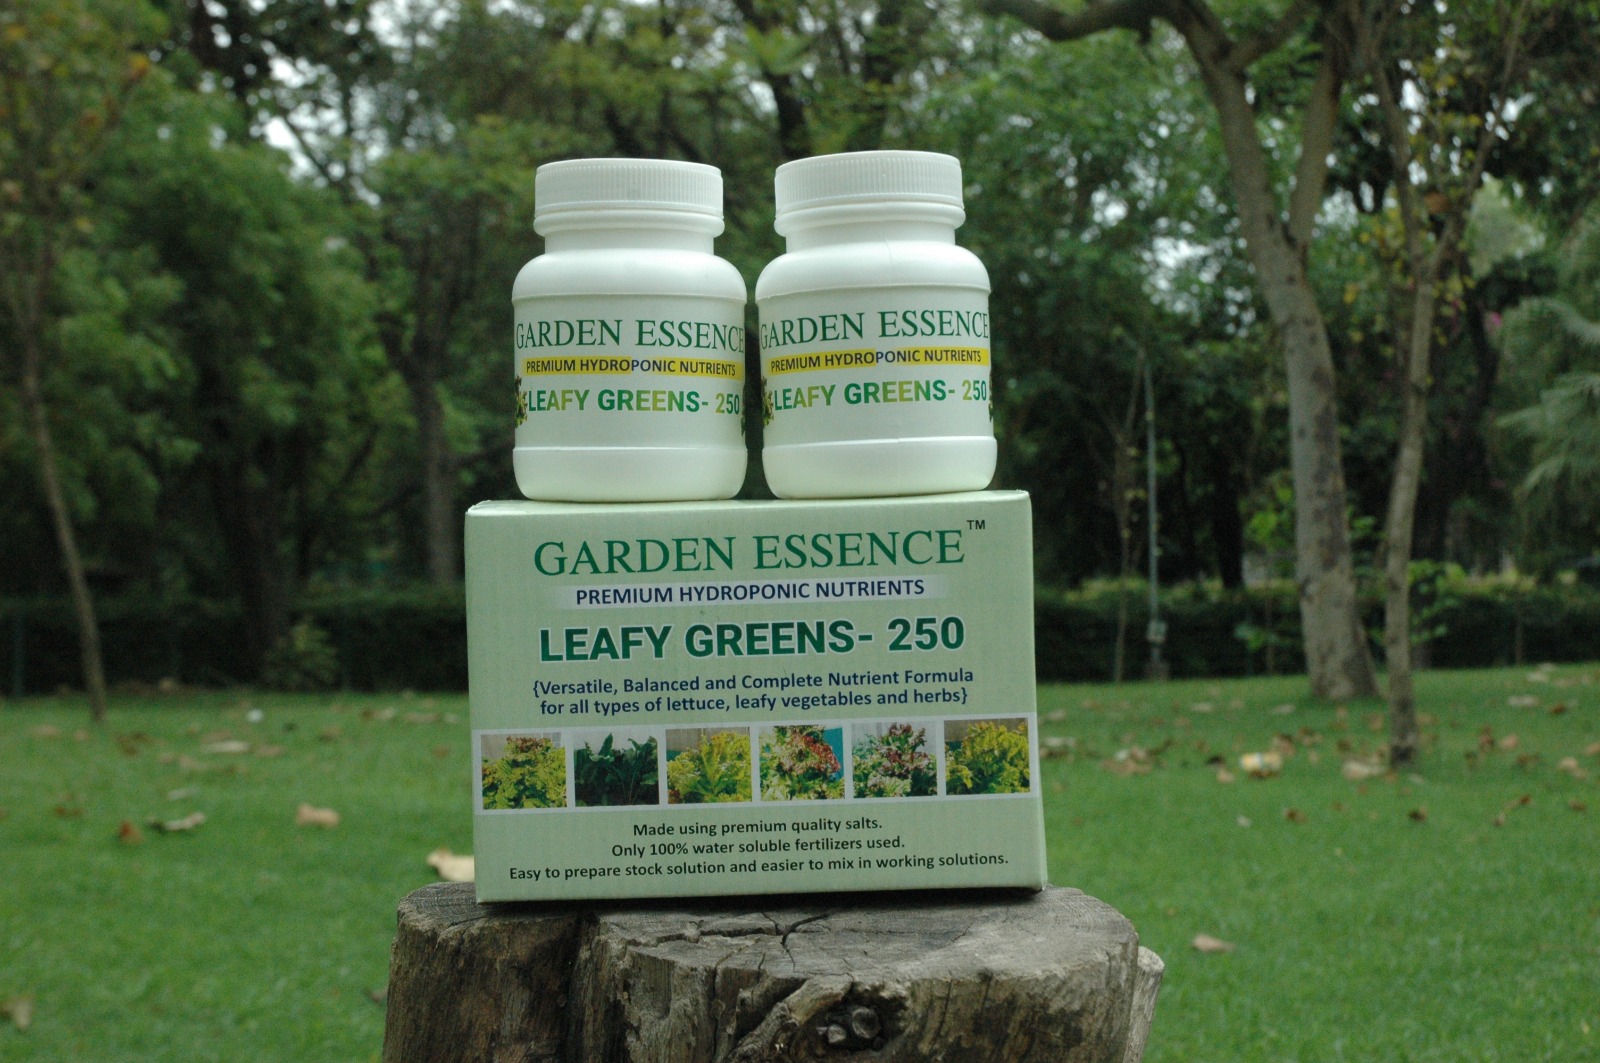 GARDEN ESSENCE
PREMIUM HYDROPONIC NUTRIENTS
LEAFY GREENS- 250
GARDEN ESSENCE
PREMIUM HYDROPONIC NUTRIENTS
LEAFY GREENS- 250
GARDEN ESSENCE™
PREMIUM HYDROPONIC NUTRIENTS
LEAFY GREENS- 250
{Versatile, Balanced and Complete Nutrient Formula
for all types of lettuce, leafy vegetables and herbs}
Made using premium quality salts.
Only 100% water soluble fertilizers used.
Easy to prepare stock solution and easier to mix in working solutions.